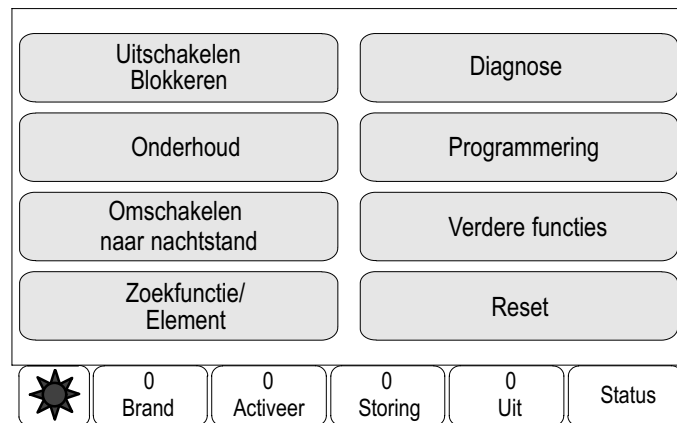 Uitschakelen
Blokkeren
Diagnose
Onderhoud
Programmering
Omschakelen
naar nachtstand
Verdere functies
Zoekfunctie/
Element
Reset
0
Brand
0
Activeer
0
Storing
0
Uit
Status